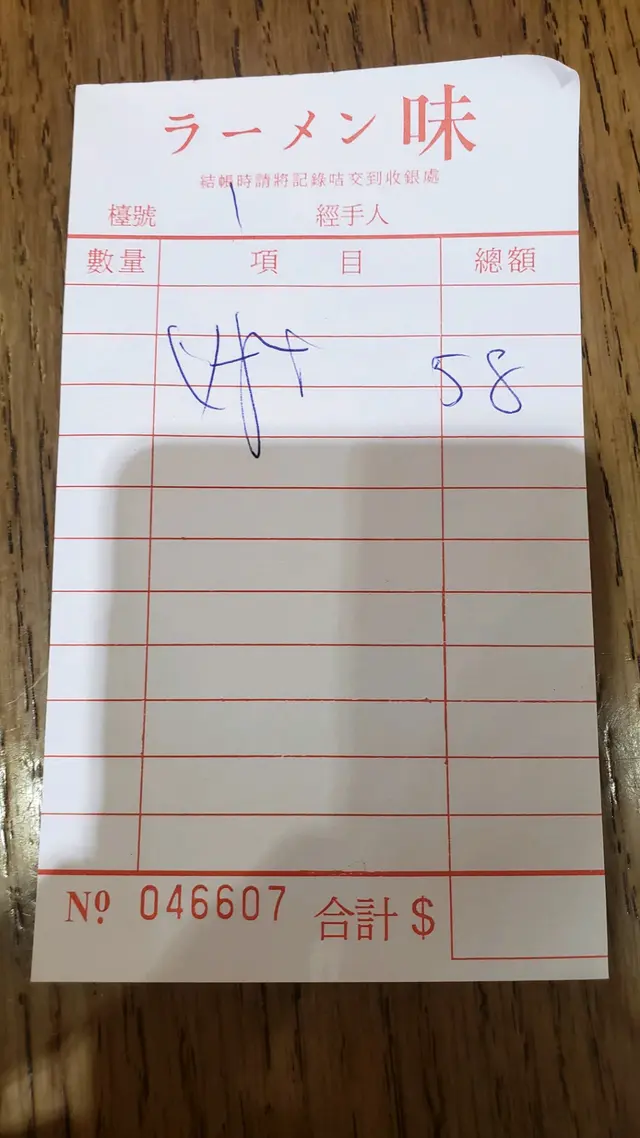 ラーメン 味
結帳時請將記錄咭交到收銀處
檯號 1 經手人
數量 項目 總額
58
Nº 046607 合計 $